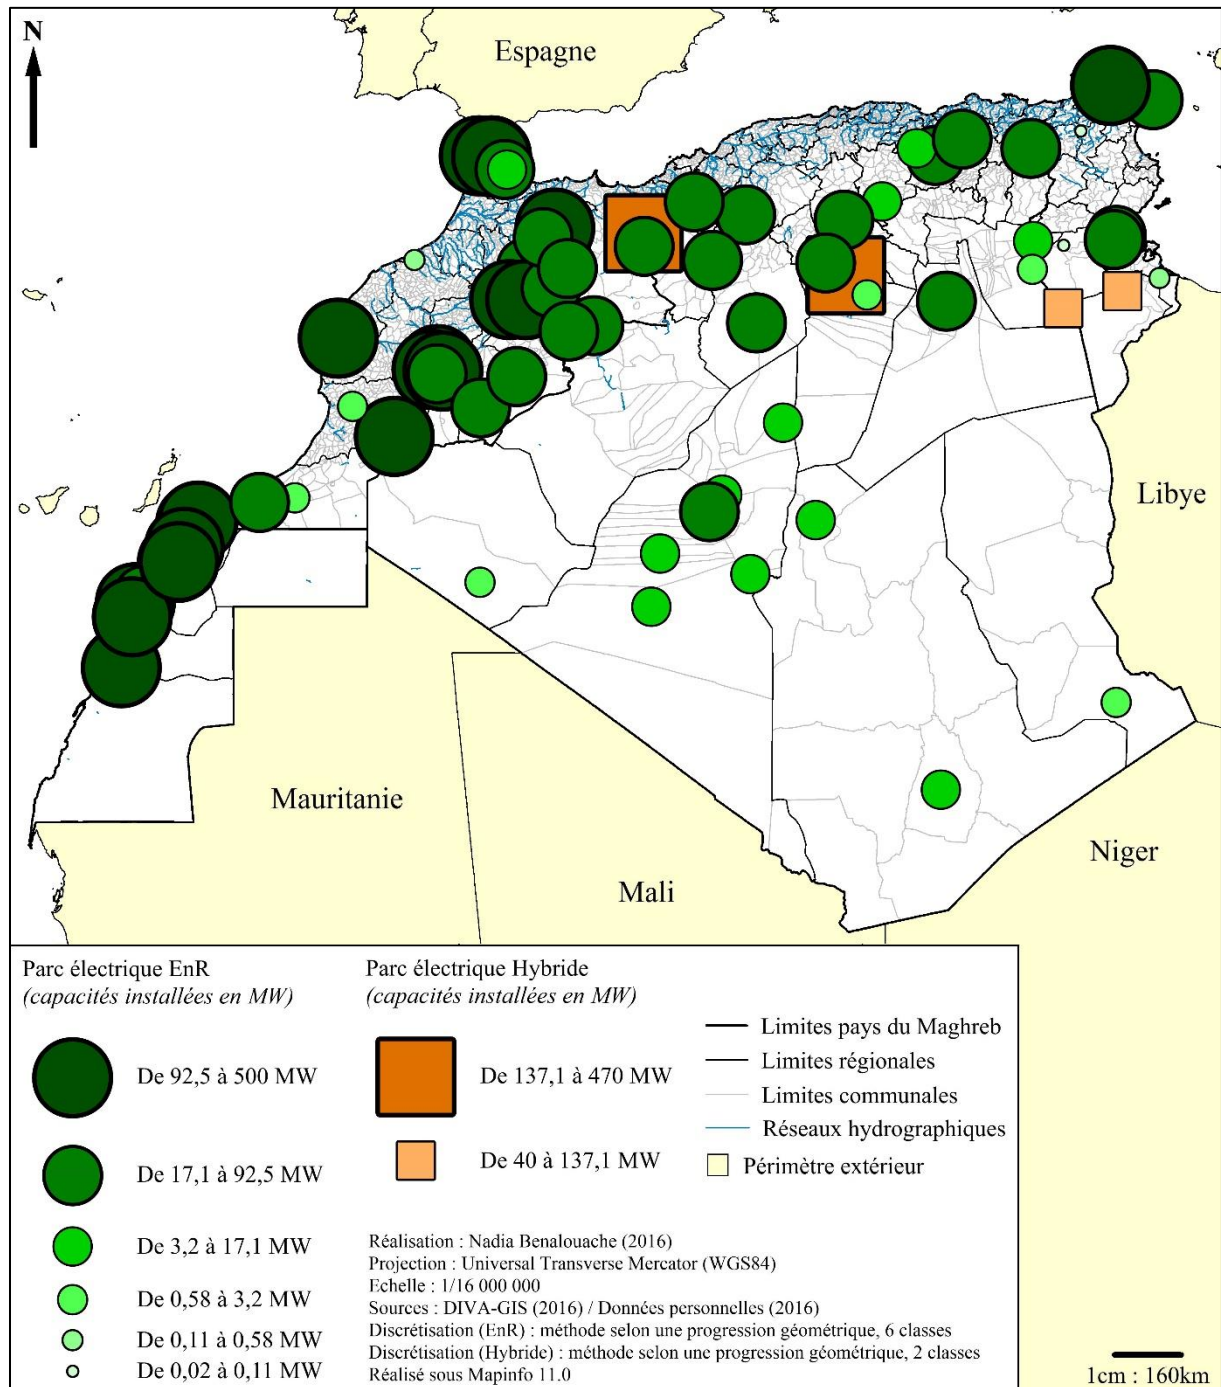 N
Espagne
Libye
Mauritanie
Niger
Mali
Parc électrique EnR
(capacités installées en MW)
De 92,5 à 500 MW
De 17,1 à 92,5 MW
De 3,2 à 17,1 MW
De 0,58 à 3,2 MW
De 0,11 à 0,58 MW
De 0,02 à 0,11 MW
Parc électrique Hybride
(capacités installées en MW)
De 137,1 à 470 MW
De 40 à 137,1 MW
Limites pays du Maghreb
Limites régionales
Limites communales
Réseaux hydrographiques
Périmètre extérieur
Réalisation : Nadia Benalouache (2016)
Projection : Universal Transverse Mercator (WGS84)
Echelle : 1/16 000 000
Sources : DIVA-GIS (2016) / Données personnelles (2016)
Discrétisation (EnR) : méthode selon une progression géométrique, 6 classes
Discrétisation (Hybride) : méthode selon une progression géométrique, 2 classes
Réalisé sous Mapinfo 11.0
1cm : 160km